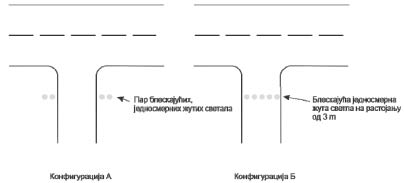 Пар блескајућих,
једносмерних жутих светала
Блескајућа једносмерна
жута светла на растојању
од 3 m
Конфигурација А
Конфигурација Б